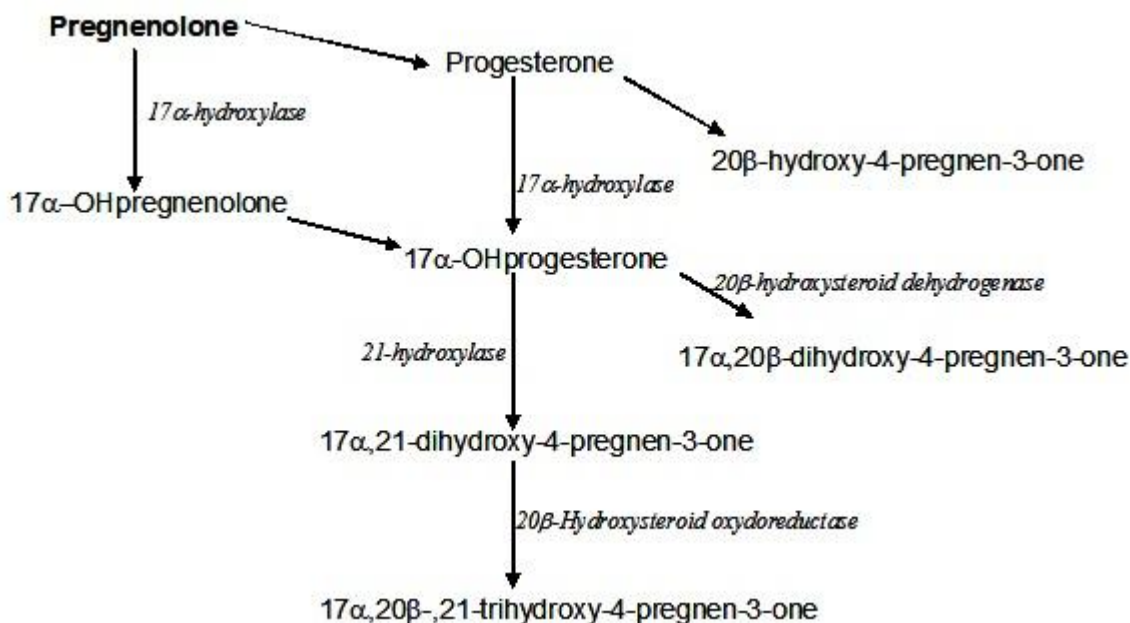 Pregnenolone
Progesterone
17α-hydroxylase
20β-hydroxy-4-pregnen-3-one
17α-hydroxylase
17α–OHpregnenolone
17α-OHprogesterone
20β-hydroxysteroid dehydrogenase
21-hydroxylase
17α,20β-dihydroxy-4-pregnen-3-one
17α,21-dihydroxy-4-pregnen-3-one
20β-Hydroxysteroid oxydoreductase
17α,20β-,21-trihydroxy-4-pregnen-3-one